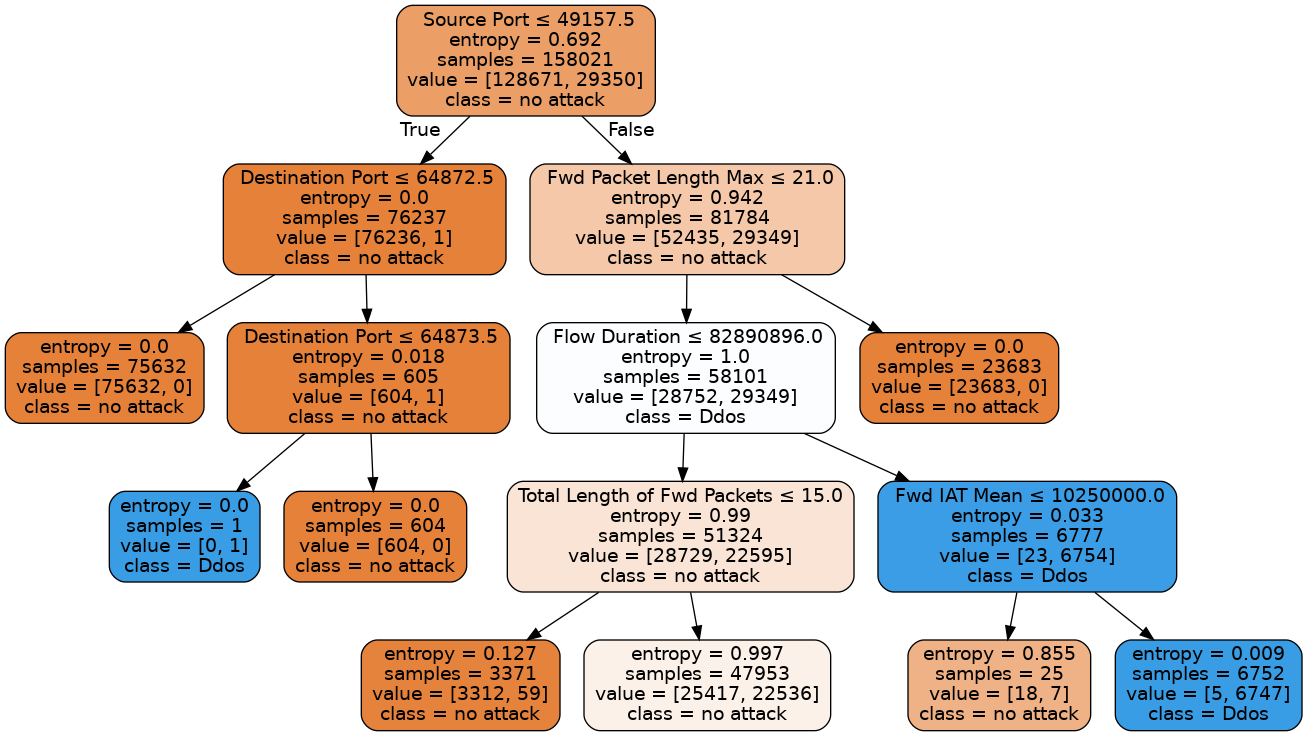 Source Port ≤ 49157.5
entropy = 0.692
samples = 158021
value = [128671, 29350]
class = no attack
True
False
Destination Port ≤ 64872.5
entropy = 0.0
samples = 76237
value = [76236, 1]
class = no attack
Fwd Packet Length Max ≤ 21.0
entropy = 0.942
samples = 81784
value = [52435, 29349]
class = no attack
entropy = 0.0
samples = 75632
value = [75632, 0]
class = no attack
Destination Port ≤ 64873.5
entropy = 0.018
samples = 605
value = [604, 1]
class = no attack
Flow Duration ≤ 82890896.0
entropy = 1.0
samples = 58101
value = [28752, 29349]
class = Ddos
entropy = 0.0
samples = 23683
value = [23683, 0]
class = no attack
entropy = 0.0
samples = 1
value = [0, 1]
class = Ddos
entropy = 0.0
samples = 604
value = [604, 0]
class = no attack
Total Length of Fwd Packets ≤ 15.0
entropy = 0.99
samples = 51324
value = [28729, 22595]
class = no attack
Fwd IAT Mean ≤ 10250000.0
entropy = 0.033
samples = 6777
value = [23, 6754]
class = Ddos
entropy = 0.127
samples = 3371
value = [3312, 59]
class = no attack
entropy = 0.997
samples = 47953
value = [25417, 22536]
class = no attack
entropy = 0.855
samples = 25
value = [18, 7]
class = no attack
entropy = 0.009
samples = 6752
value = [5, 6747]
class = Ddos